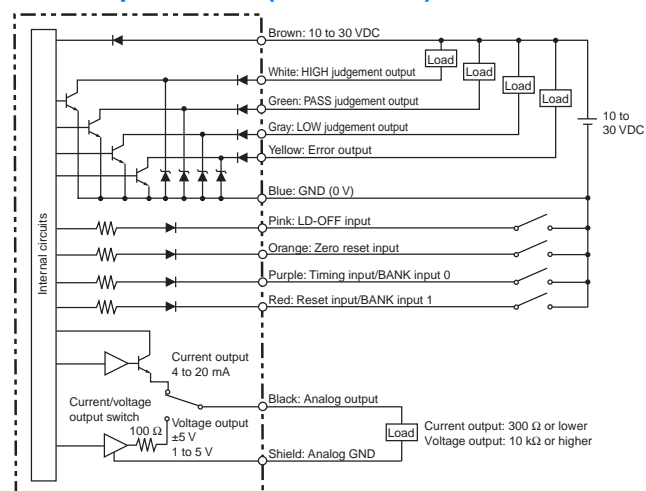 Brown: 10 to 30 VDC
Load
White: HIGH judgement output
Load
Green: PASS judgement output
Load
Gray: LOW judgement output
Load
Yellow: Error output
10 to
30 VDC
Blue: GND (0 V)
Internal circuits
Pink: LD-OFF input
Orange: Zero reset input
Purple: Timing input/BANK input 0
Red: Reset input/BANK input 1
Current output
4 to 20 mA
Current/voltage
output switch
Black: Analog output
100 Ω
Voltage output
±5 V
1 to 5 V
Load
Current output: 300 Ω or lower
Voltage output: 10 kΩ or higher
Shield: Analog GND